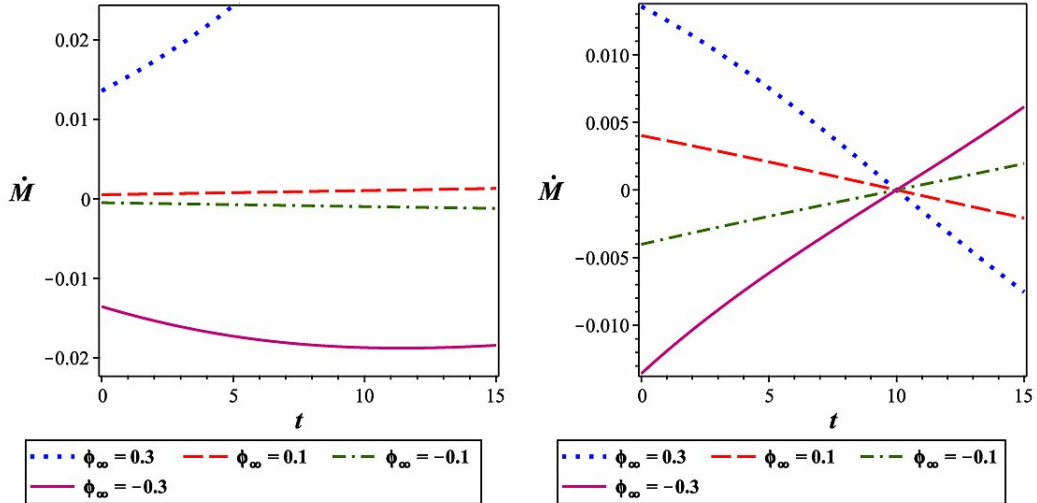 0.02
0.01
Ṁ
0
−0.01
−0.02
0 5 10 15
t
ϕ∞ = 0.3 ϕ∞ = 0.1 ϕ∞ = −0.1
ϕ∞ = −0.3
0.010
0.005
Ṁ
0
−0.005
−0.010
0 5 10 15
t
ϕ∞ = 0.3 ϕ∞ = 0.1 ϕ∞ = −0.1
ϕ∞ = −0.3